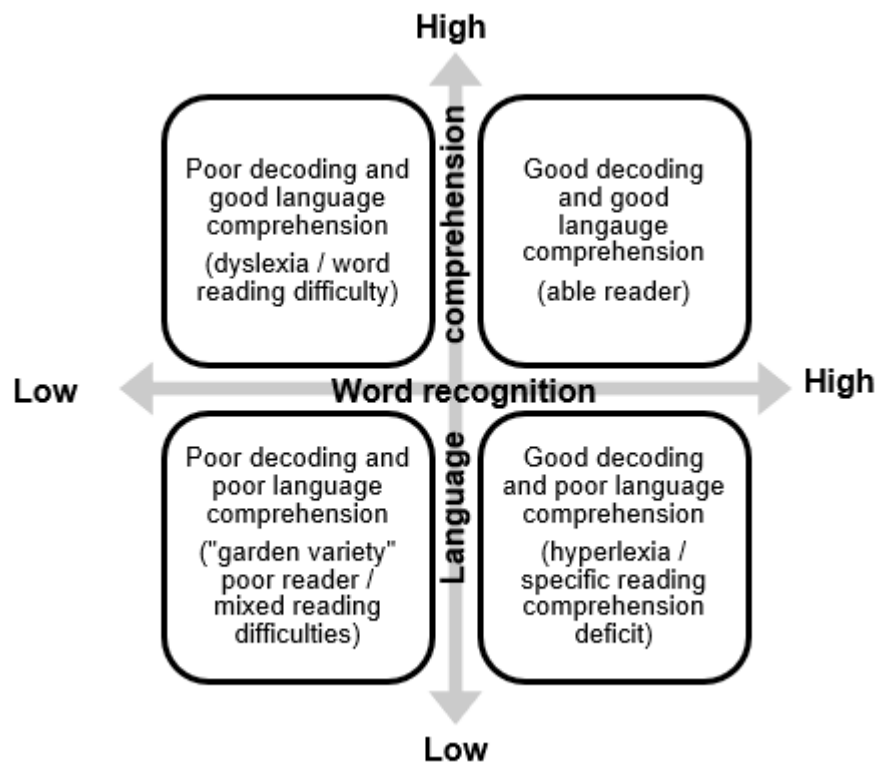 High
Poor decoding and
good language
comprehension
(dyslexia / word
reading difficulty)
Language comprehension
Good decoding
and good
langauge
comprehension
(able reader)
Low
Word recognition
High
Poor decoding and
poor language
comprehension
("garden variety"
poor reader /
mixed reading
difficulties)
Good decoding
and poor language
comprehension
(hyperlexia /
specific reading
comprehension
deficit)
Low